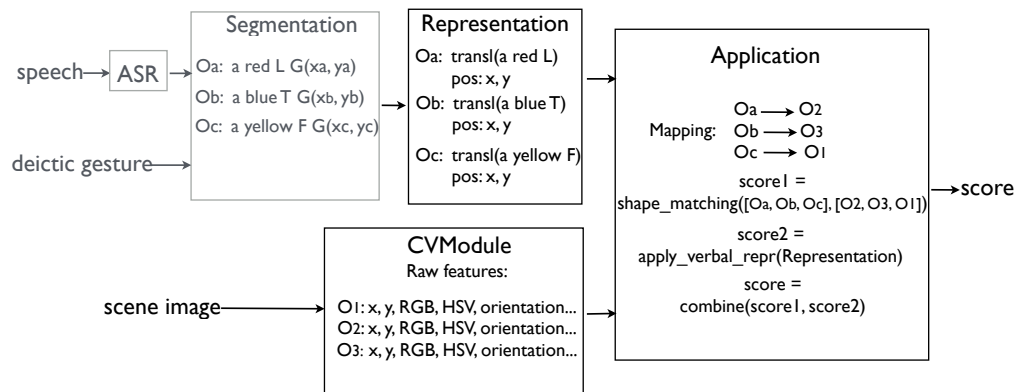 speech
ASR
deictic gesture
Segmentation
Oa: a red L G(xa, ya)
Ob: a blue T G(xb, yb)
Oc: a yellow F G(xc, yc)
Representation
Oa: transl(a red L)
pos: x, y
Ob: transl(a blue T)
pos: x, y
Oc: transl(a yellow F)
pos: x, y
scene image
CVModule
Raw features:
O1: x, y, RGB, HSV, orientation...
O2: x, y, RGB, HSV, orientation...
O3: x, y, RGB, HSV, orientation...
Application
Mapping:
Oa O2
Ob O3
Oc O1
score1 =
shape_matching([Oa, Ob, Oc], [O2, O3, O1])
score2 =
apply_verbal_repr(Representation)
score =
combine(score1, score2)
score